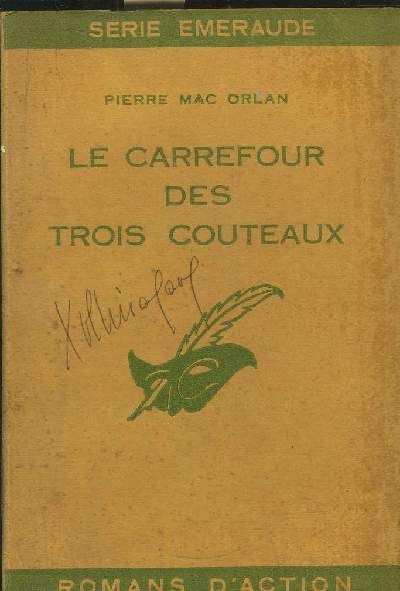 SERIE EMERAUDE
PIERRE MAC ORLAN
LE CARREFOUR
DES
TROIS COUTEAUX
ROMANS D'ACTION